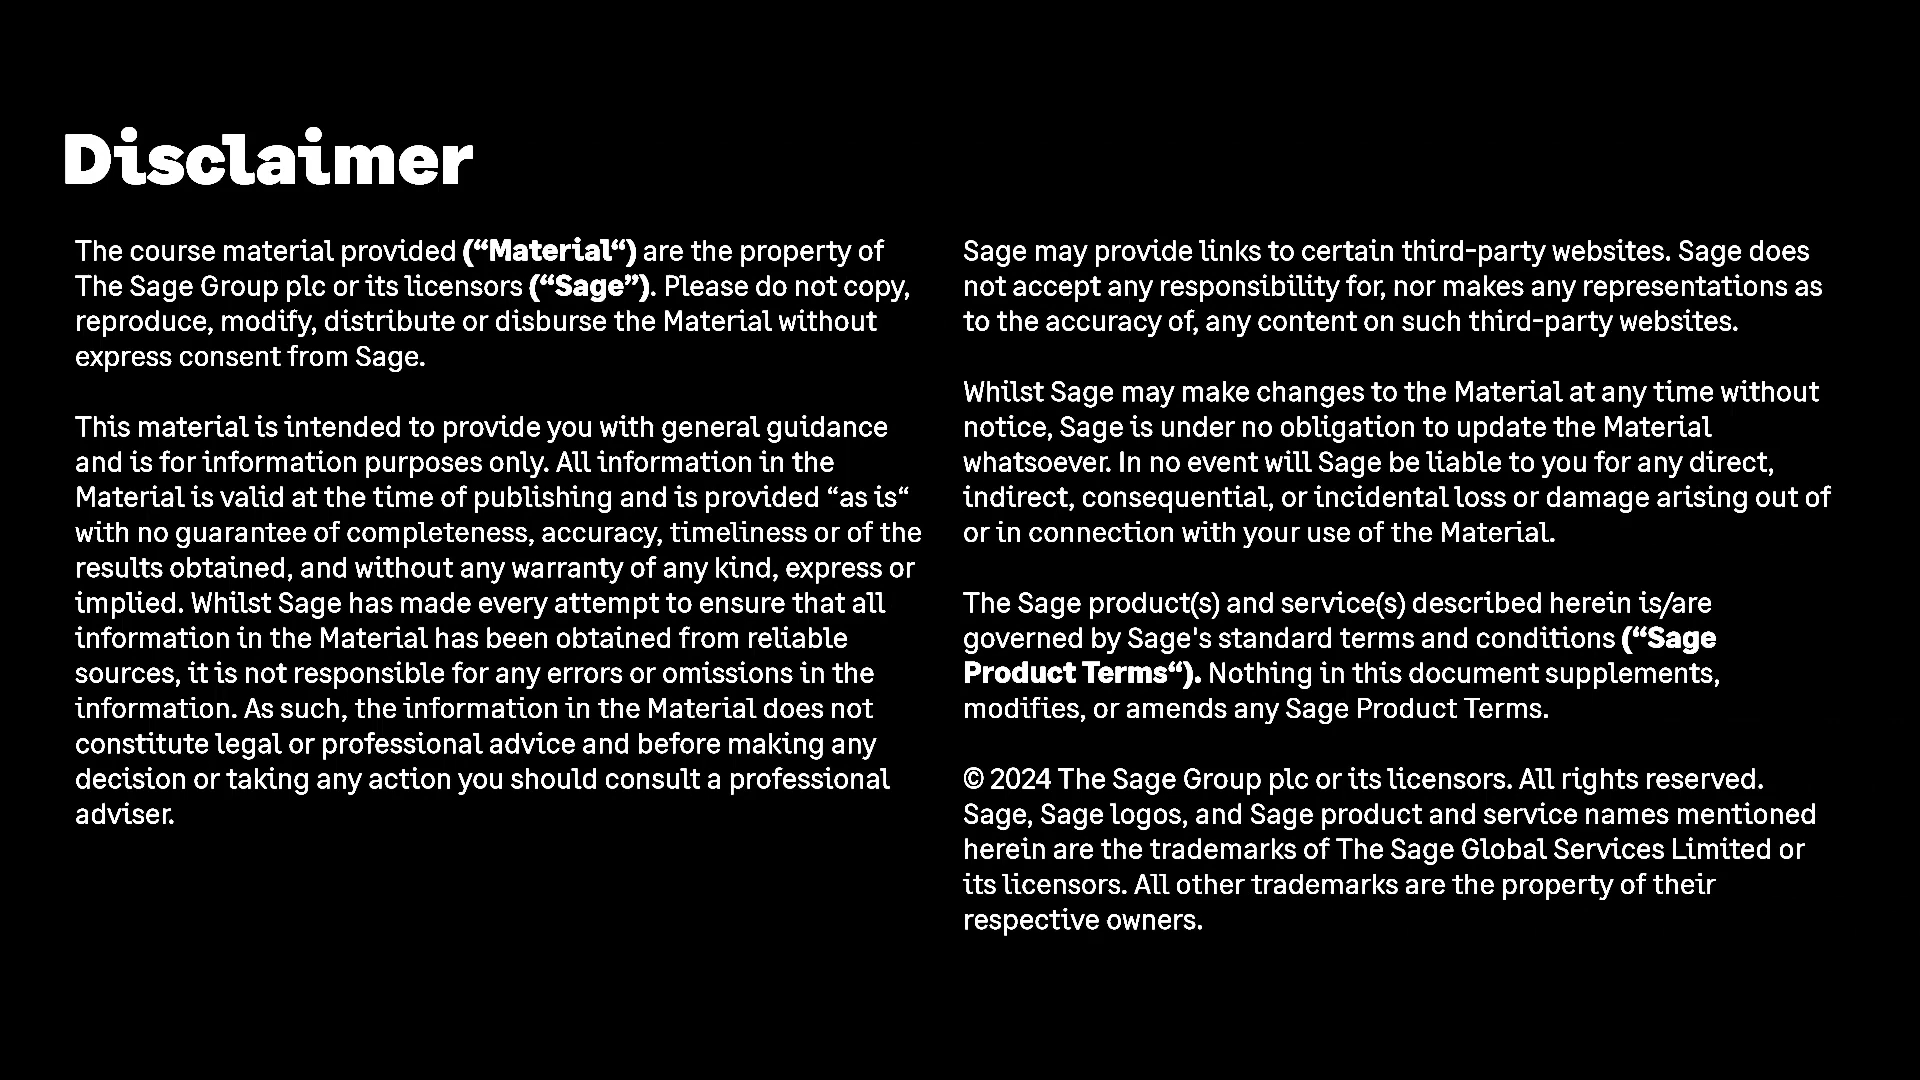 Disclaimer
The course material provided (“Material“) are the property of
The Sage Group plc or its licensors (“Sage”). Please do not copy,
reproduce, modify, distribute or disburse the Material without
express consent from Sage.
This material is intended to provide you with general guidance
and is for information purposes only. All information in the
Material is valid at the time of publishing and is provided “as is“
with no guarantee of completeness, accuracy, timeliness or of the
results obtained, and without any warranty of any kind, express or
implied. Whilst Sage has made every attempt to ensure that all
information in the Material has been obtained from reliable
sources, it is not responsible for any errors or omissions in the
information. As such, the information in the Material does not
constitute legal or professional advice and before making any
decision or taking any action you should consult a professional
adviser.
Sage may provide links to certain third-party websites. Sage does
not accept any responsibility for, nor makes any representations as
to the accuracy of, any content on such third-party websites.
Whilst Sage may make changes to the Material at any time without
notice, Sage is under no obligation to update the Material
whatsoever. In no event will Sage be liable to you for any direct,
indirect, consequential, or incidental loss or damage arising out of
or in connection with your use of the Material.
The Sage product(s) and service(s) described herein is/are
governed by Sage's standard terms and conditions (“Sage
Product Terms“). Nothing in this document supplements,
modifies, or amends any Sage Product Terms.
© 2024 The Sage Group plc or its licensors. All rights reserved.
Sage, Sage logos, and Sage product and service names mentioned
herein are the trademarks of The Sage Global Services Limited or
its licensors. All other trademarks are the property of their
respective owners.